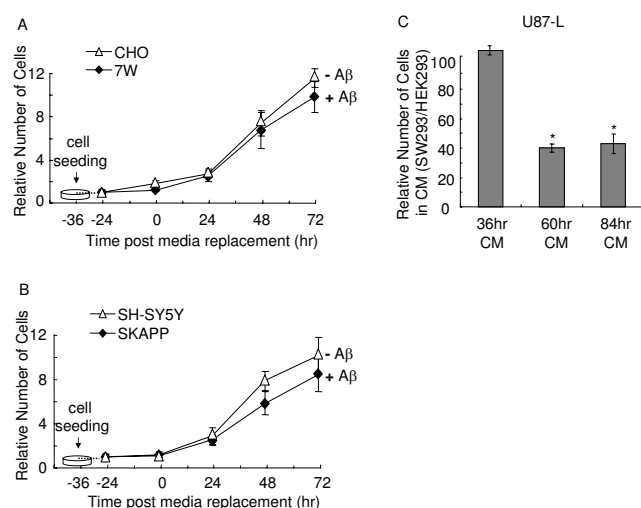 A
CHO
7W
Relative Number of Cells
12
8
4
0
- Aβ
+ Aβ
cell
seeding
-36 -24 0 24 48 72
Time post media replacement (hr)
B
SH-SY5Y
SKAPP
Relative Number of Cells
12
8
4
0
- Aβ
+ Aβ
cell
seeding
-36 -24 0 24 48 72
Time post media replacement (hr)
C U87-L
Relative Number of Cells
in CM (SW293/HEK293)
100
80
60
40
20
0
* *
36hr 60hr 84hr
CM CM CM